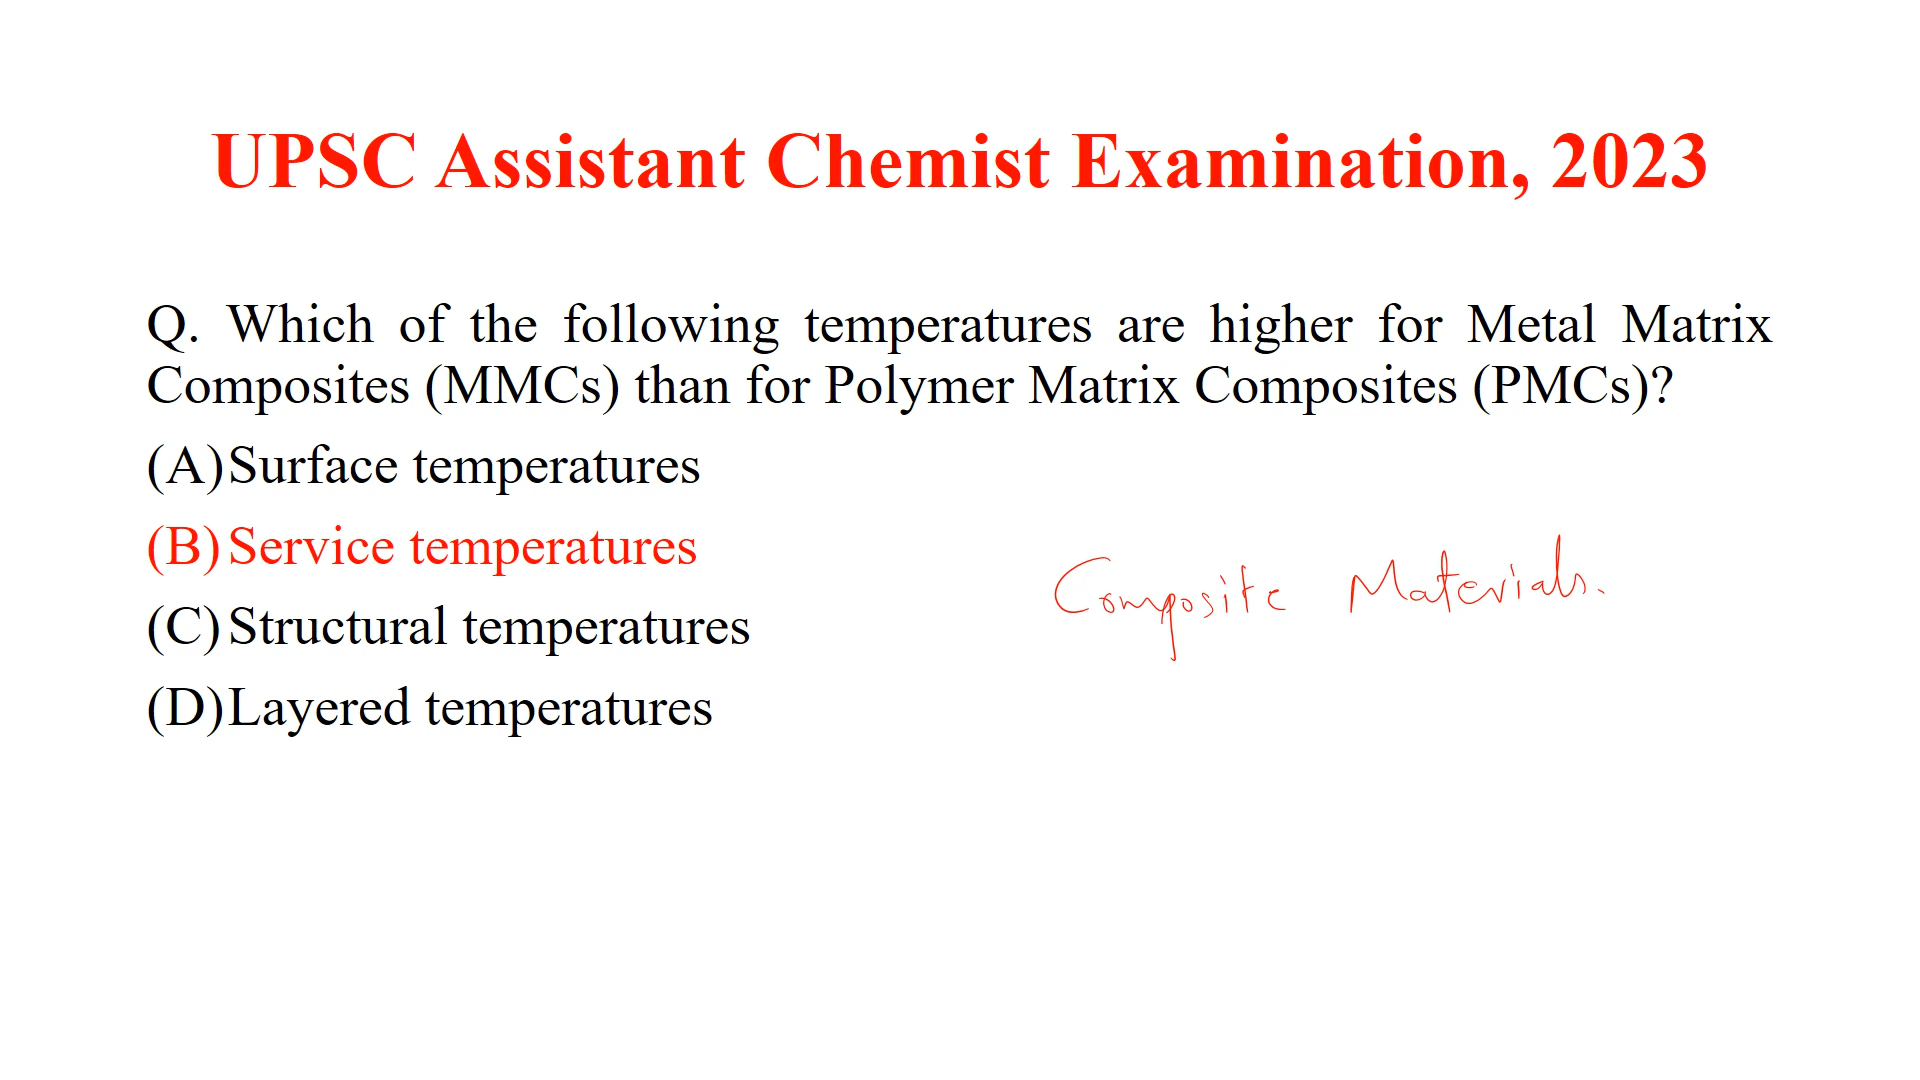 UPSC Assistant Chemist Examination, 2023
Q. Which of the following temperatures are higher for Metal Matrix
Composites (MMCs) than for Polymer Matrix Composites (PMCs)?
(A) Surface temperatures
(B) Service temperatures
(C) Structural temperatures
(D) Layered temperatures
Composite Materials.